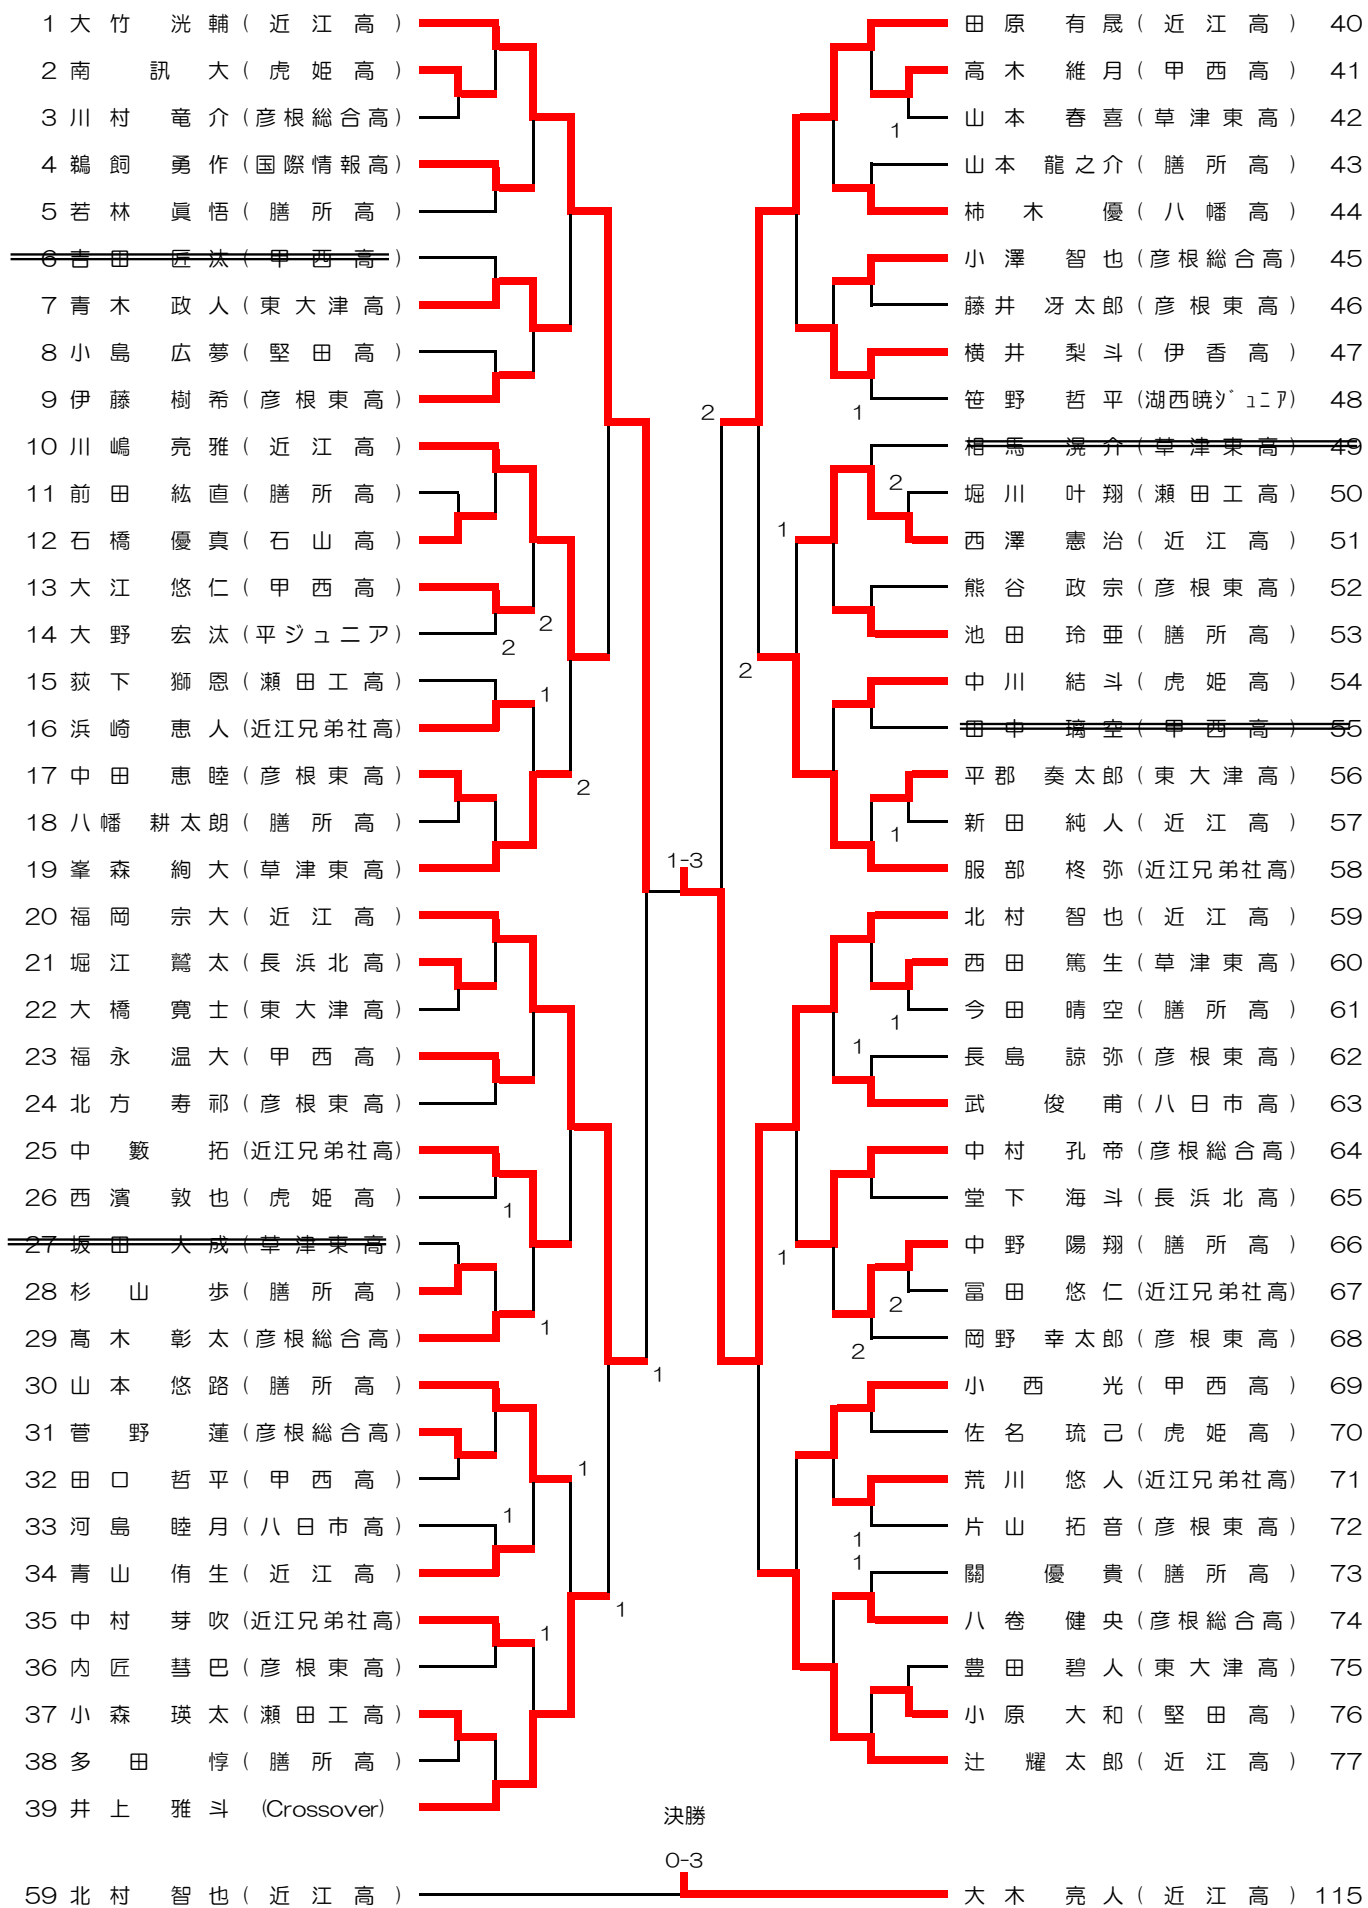 1 大竹 洸輔 ( 近江高 )
2 南 訊大 ( 虎姫高 )
3 川村 竜介 (彦根総合高)
4 鵜飼 勇作 (国際情報高)
5 若林 眞悟 ( 膳所高 )
6 吉田 匠汰 ( 甲西高 )
7 青木 政人 ( 東大津高 )
8 小島 広夢 ( 堅田高 )
9 伊藤 樹希 ( 彦根東高 )
10 川嶋 亮雅 ( 近江高 )
11 前田 紘直 ( 膳所高 )
12 石橋 優真 ( 石山高 )
13 大江 悠仁 ( 甲西高 )
14 大野 宏汰 (平ジュニア)
2
2
15 荻下 獅恩 ( 瀬田工高 )
1
16 浜崎 恵人 (近江兄弟社高)
17 中田 恵睦 ( 彦根東高 )
2
18 八幡 耕太朗 ( 膳所高 )
19 峯森 絢大 ( 草津東高 )
20 福岡 宗大 ( 近江高 )
21 堀江 鷲太 ( 長浜北高 )
22 大橋 寛士 ( 東大津高 )
23 福永 温大 ( 甲西高 )
24 北方 寿祁 ( 彦根東高 )
25 中籔 拓 (近江兄弟社高)
26 西濱 敦也 ( 虎姫高 )
1
27 坂田 大成 ( 草津東高 )
28 杉山 歩 ( 膳所高 )
29 髙木 彰太 (彦根総合高)
1
1
30 山本 悠路 ( 膳所高 )
31 菅野 蓮 (彦根総合高)
32 田口 哲平 ( 甲西高 )
1
33 河島 睦月 ( 八日市高 )
1
34 青山 侑生 ( 近江高 )
35 中村 芽吹 (近江兄弟社高)
1
1
36 内匠 彗巴 ( 彦根東高 )
37 小森 瑛太 ( 瀬田工高 )
38 多田 惇 ( 膳所高 )
39 井上 雅斗 (Crossover)
1-3
田原 有晟 ( 近江高 ) 40
高木 維月 ( 甲西高 ) 41
山本 春喜 ( 草津東高 ) 42
1
山本 龍之介 ( 膳所高 ) 43
柿木 優 ( 八幡高 ) 44
小澤 智也 (彦根総合高) 45
藤井 冴太郎 ( 彦根東高 ) 46
横井 梨斗 ( 伊香高 ) 47
笹野 哲平 (湖西暁ジュニア) 48
1
2
相馬 滉介 ( 草津東高 ) 49
2
堀川 叶翔 ( 瀬田工高 ) 50
1
西澤 憲治 ( 近江高 ) 51
熊谷 政宗 ( 彦根東高 ) 52
池田 玲亜 ( 膳所高 ) 53
2
中川 結斗 ( 虎姫高 ) 54
田中 璃空 ( 甲西高 ) 55
平郡 奏太郎 ( 東大津高 ) 56
新田 純人 ( 近江高 ) 57
1
服部 柊弥 (近江兄弟社高) 58
北村 智也 ( 近江高 ) 59
西田 篤生 ( 草津東高 ) 60
今田 晴空 ( 膳所高 ) 61
1
1
長島 諒弥 ( 彦根東高 ) 62
武 俊甫 ( 八日市高 ) 63
中村 孔帝 (彦根総合高) 64
堂下 海斗 ( 長浜北高 ) 65
1
中野 陽翔 ( 膳所高 ) 66
冨田 悠仁 (近江兄弟社高) 67
2
岡野 幸太郎 ( 彦根東高 ) 68
2
小西 光 ( 甲西高 ) 69
佐名 琉己 ( 虎姫高 ) 70
荒川 悠人 (近江兄弟社高) 71
片山 拓音 ( 彦根東高 ) 72
1
1
關 優貴 ( 膳所高 ) 73
八巻 健央 (彦根総合高) 74
豊田 碧人 ( 東大津高 ) 75
小原 大和 ( 堅田高 ) 76
辻 耀太郎 ( 近江高 ) 77
決勝
0-3
59 北村 智也 ( 近江高 )
大木 亮人 ( 近江高 ) 115